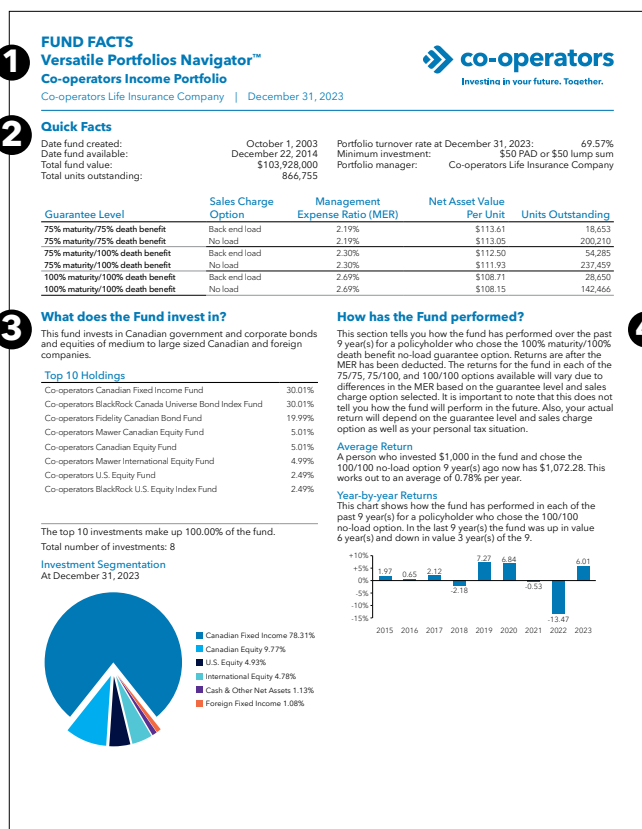 1
FUND FACTS
Versatile Portfolios Navigator™
Co-operators Income Portfolio
Co-operators Life Insurance Company | December 31, 2023
co-operators
Investing in your future. Together.
2
Quick Facts
Date fund created: October 1, 2003
Date fund available: December 22, 2014
Total fund value: $103,928,000
Total units outstanding: 866,755
Portfolio turnover rate at December 31, 2023: 69.57%
Minimum investment: $50 PAD or $50 lump sum
Portfolio manager: Co-operators Life Insurance Company
Guarantee Level Sales Charge Option Management Expense Ratio (MER) Net Asset Value Per Unit Units Outstanding
75% maturity/75% death benefit Back end load 2.19% $113.61 18,653
75% maturity/75% death benefit No load 2.19% $113.05 200,210
75% maturity/100% death benefit Back end load 2.30% $112.50 54,285
75% maturity/100% death benefit No load 2.30% $111.93 237,459
100% maturity/100% death benefit Back end load 2.69% $108.71 28,650
100% maturity/100% death benefit No load 2.69% $108.15 142,466
3
What does the Fund invest in?
This fund invests in Canadian government and corporate bonds
and equities of medium to large sized Canadian and foreign
companies.
Top 10 Holdings
Co-operators Canadian Fixed Income Fund 30.01%
Co-operators BlackRock Canada Universe Bond Index Fund 30.01%
Co-operators Fidelity Canadian Bond Fund 19.99%
Co-operators Mawer Canadian Equity Fund 5.01%
Co-operators Canadian Equity Fund 5.01%
Co-operators Mawer International Equity Fund 4.99%
Co-operators U.S. Equity Fund 2.49%
Co-operators BlackRock U.S. Equity Index Fund 2.49%
The top 10 investments make up 100.00% of the fund.
Total number of investments: 8
Investment Segmentation
At December 31, 2023
Canadian Fixed Income 78.31%
Canadian Equity 9.77%
U.S. Equity 4.93%
International Equity 4.78%
Cash & Other Net Assets 1.13%
Foreign Fixed Income 1.08%
4
How has the Fund performed?
This section tells you how the fund has performed over the past
9 year(s) for a policyholder who chose the 100% maturity/100%
death benefit no-load guarantee option. Returns are after the
MER has been deducted. The returns for the fund in each of the
75/75, 75/100, and 100/100 options available will vary due to
differences in the MER based on the guarantee level and sales
charge option selected. It is important to note that this does not
tell you how the fund will perform in the future. Also, your actual
return will depend on the guarantee level and sales charge
option as well as your personal tax situation.
Average Return
A person who invested $1,000 in the fund and chose the
100/100 no-load option 9 year(s) ago now has $1,072.28. This
works out to an average of 0.78% per year.
Year-by-year Returns
This chart shows how the fund has performed in each of the
past 9 year(s) for a policyholder who chose the 100/100
no-load option. In the last 9 year(s) the fund was up in value
6 year(s) and down in value 3 year(s) of the 9.
+10%
+5%
0%
-5%
-10%
-15%
1.97 0.65 2.12 -2.18 7.27 6.84 -0.53 -13.47 6.01
2015 2016 2017 2018 2019 2020 2021 2022 2023